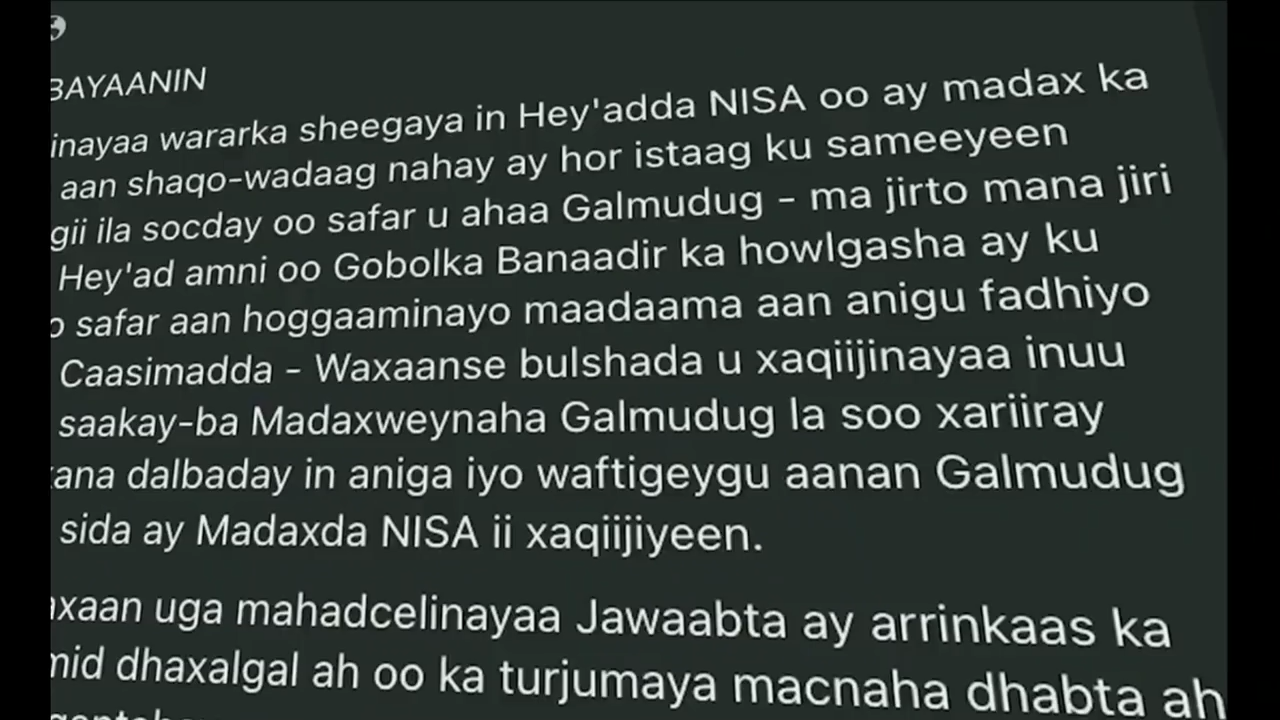 BAYAANIN
inayaa wararka sheegaya in Hey'adda NISA oo ay madax ka
aan shaqo-wadaag nahay ay hor istaag ku sameeyeen
gii ila socday oo safar u ahaa Galmudug - ma jirto mana jiri
Hey'ad amni oo Gobolka Banaadir ka howlgasha ay ku
safar aan hoggaaminayo maadaama aan anigu fadhiyo
Caasimadda - Waxaanse bulshada u xaqiijinayaa inuu
saakay-ba Madaxweynaha Galmudug la soo xariiray
ana dalbaday in aniga iyo waftigeygu aanan Galmudug
sida ay Madaxda NISA ii xaqiijiyeen.
axaan uga mahadcelinayaa Jawaabta ay arrinkaas ka
mid dhaxalgal ah oo ka turjumaya macnaha dhabta ah